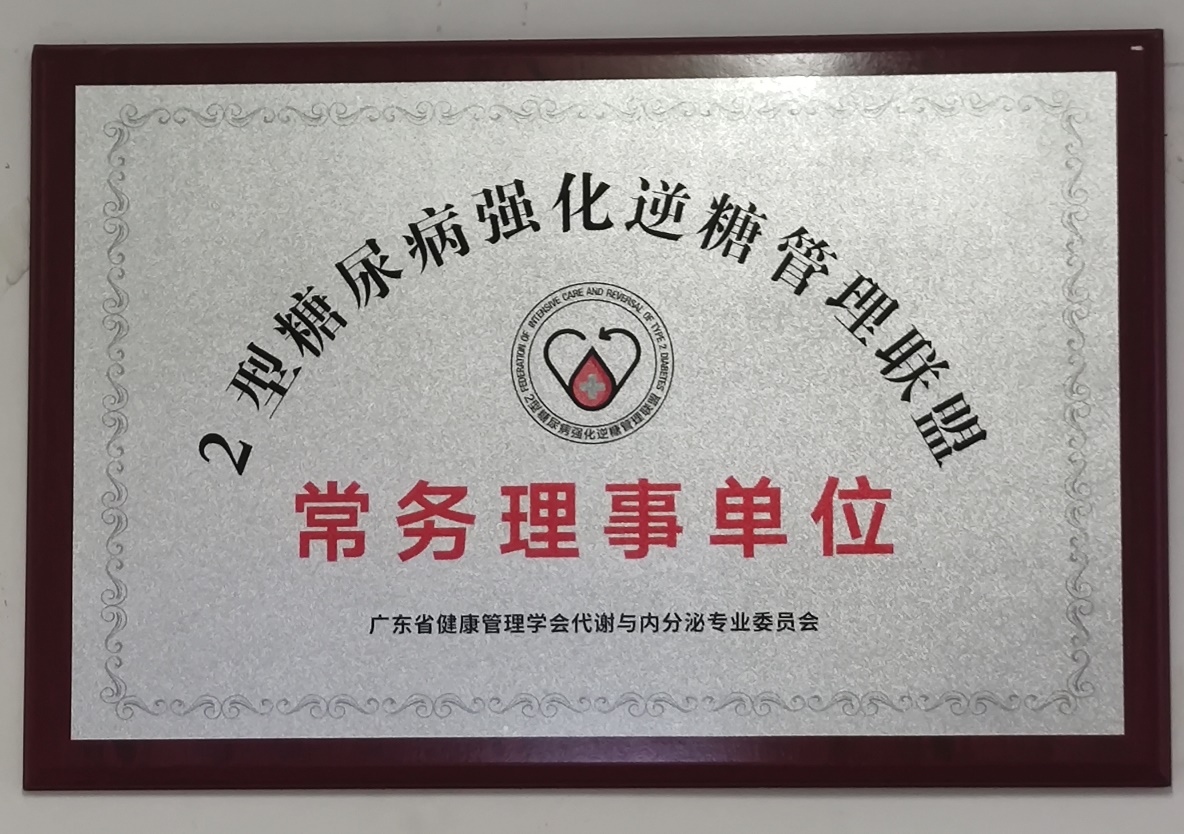 2型糖尿病强化逆糖管理联盟
FEDERATION OF INTENSIVE CARE AND REVERSAL OF TYPE 2 DIABETES
2型糖尿病强化逆糖管理联盟
常务理事单位
广东省健康管理学会代谢与内分泌专业委员会